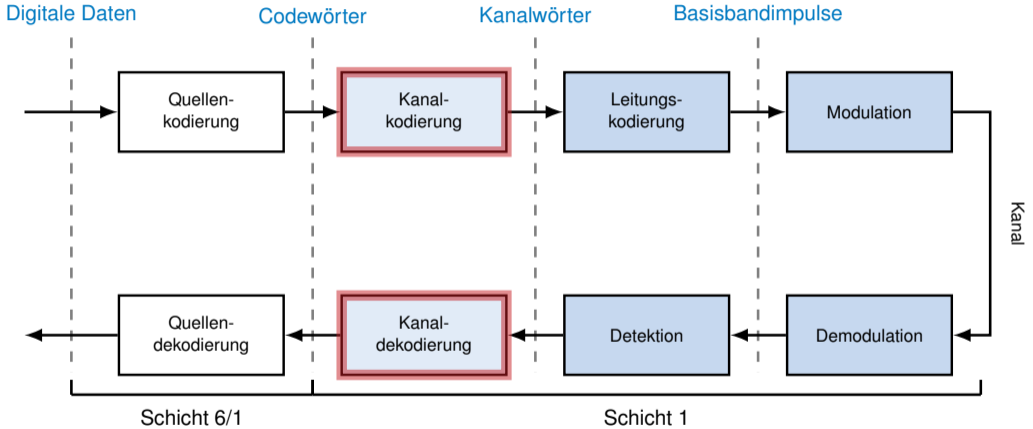 Digitale Daten
Codewörter
Kanalwörter
Basisbandimpulse
Quellen-
kodierung
Kanal-
kodierung
Leitungs-
kodierung
Modulation
Kanal
Quellen-
dekodierung
Kanal-
dekodierung
Detektion
Demodulation
Schicht 6/1
Schicht 1